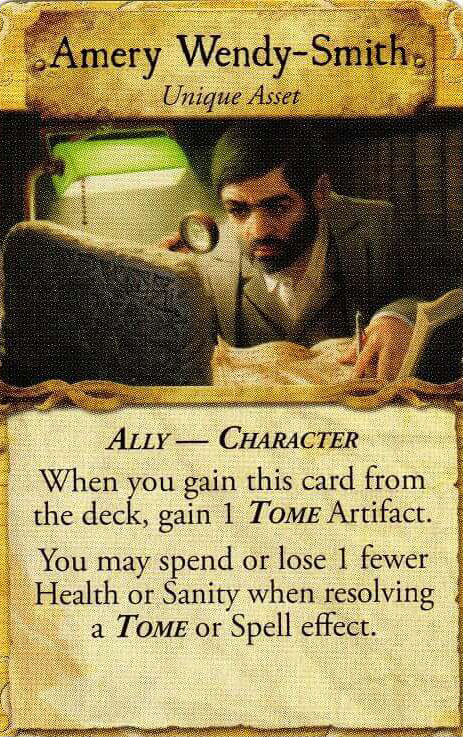 Amery Wendy-Smith
Unique Asset
Ally — Character
When you gain this card from
the deck, gain 1 Tome Artifact.
You may spend or lose 1 fewer
Health or Sanity when resolving
a Tome or Spell effect.